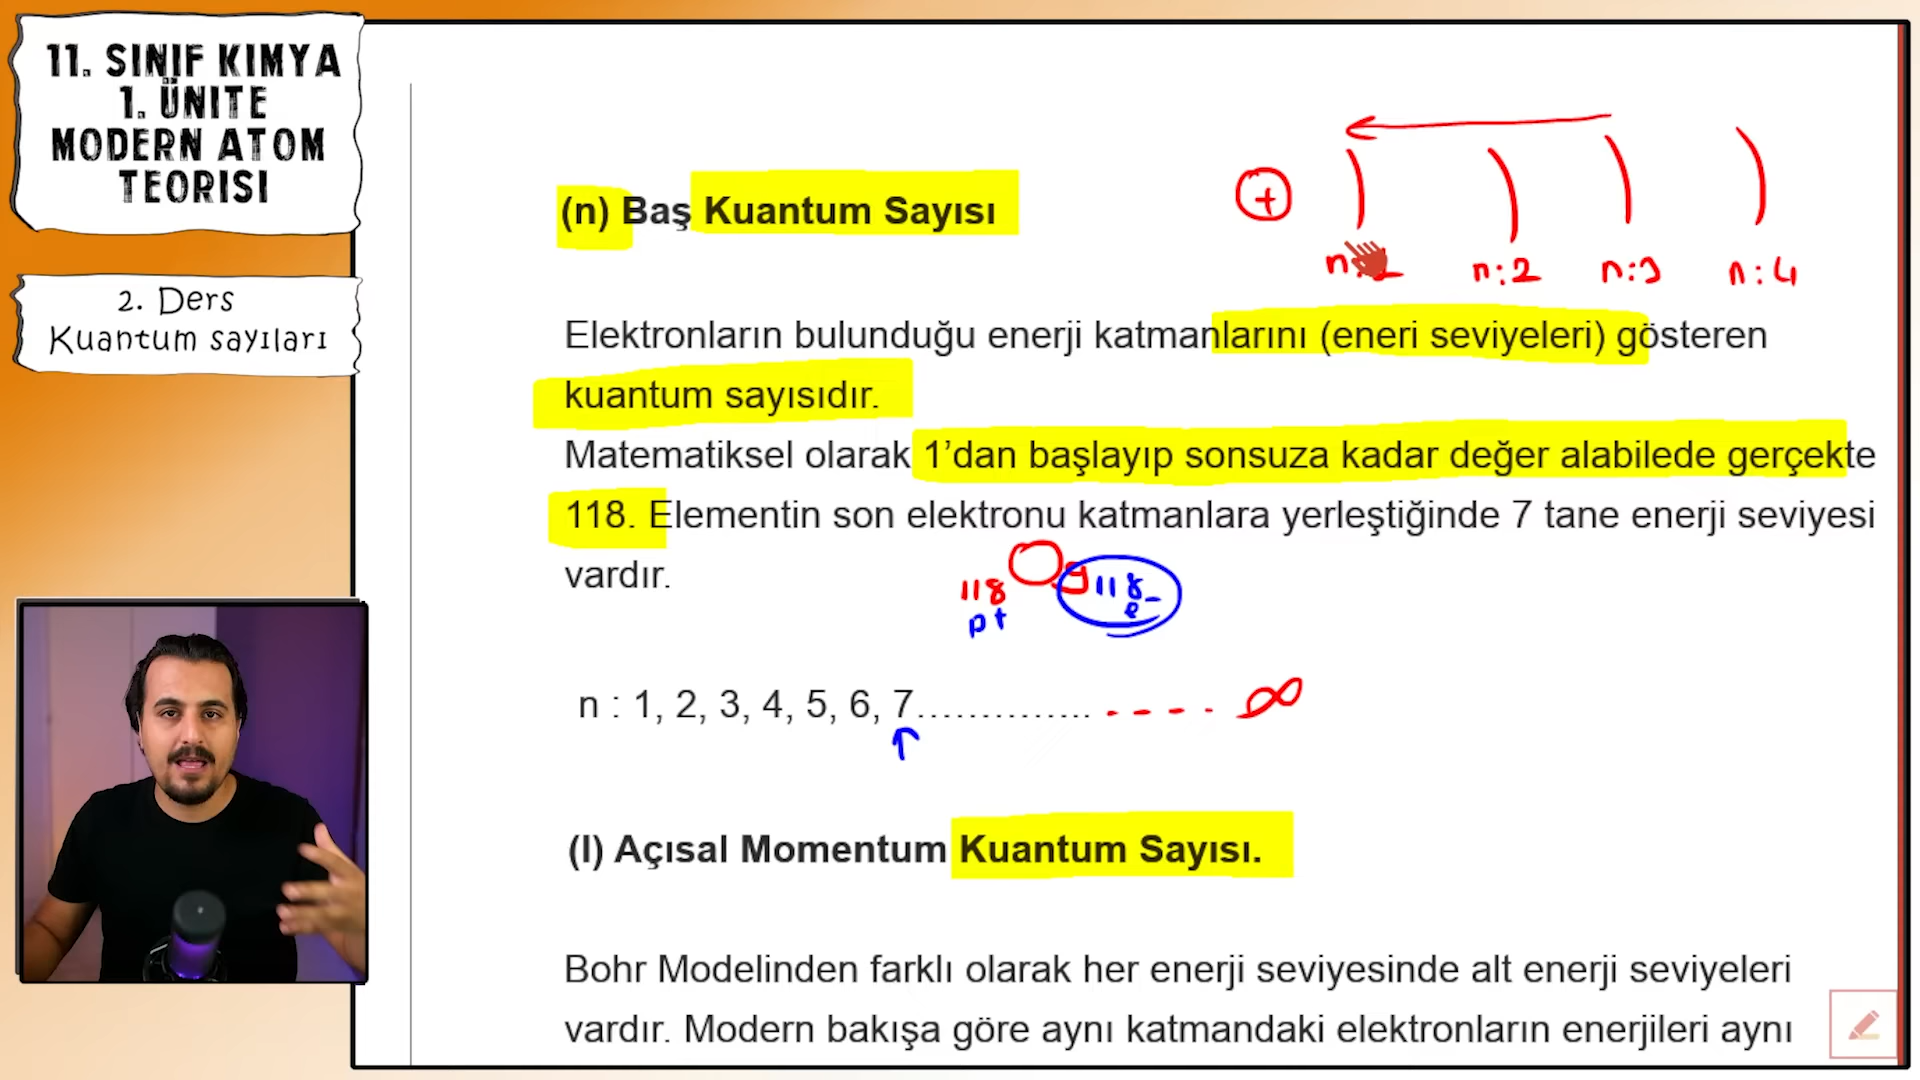 11. SINIF KIMYA
1. ÜNITE
MODERN ATOM
TEORISI
2. Ders
Kuantum sayıları
(n) Baş Kuantum Sayısı
+
n:2 n:3 n:4
Elektronların bulunduğu enerji katmanlarını (eneri seviyeleri) gösteren
kuantum sayısıdır.
Matematiksel olarak 1’dan başlayıp sonsuza kadar değer alabilede gerçekte
118. Elementin son elektronu katmanlara yerleştiğinde 7 tane enerji seviyesi
vardır.
118 Og 118
p+ e-
n : 1, 2, 3, 4, 5, 6, 7.............. - - - - ∞
(l) Açısal Momentum Kuantum Sayısı.
Bohr Modelinden farklı olarak her enerji seviyesinde alt enerji seviyeleri
vardır. Modern bakışa göre aynı katmandaki elektronların enerjileri aynı